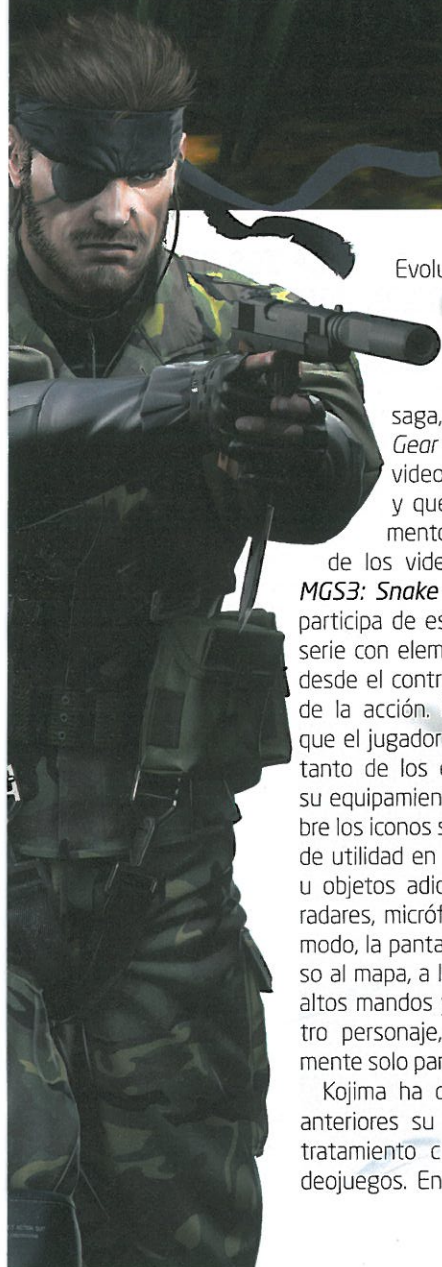 Evolu
saga,
Gear
video
y que
mento
de los vide
MGS3: Snake
participa de es
serie con elem
desde el contr
de la acción.
que el jugador
tanto de los e
su equipamien
bre los iconos s
de utilidad en
u objetos adic
radares, micróf
modo, la panta
so al mapa, a l
altos mandos y
tro personaje,
mente solo par
Kojima ha d
anteriores su
tratamiento c
deojuegos. En